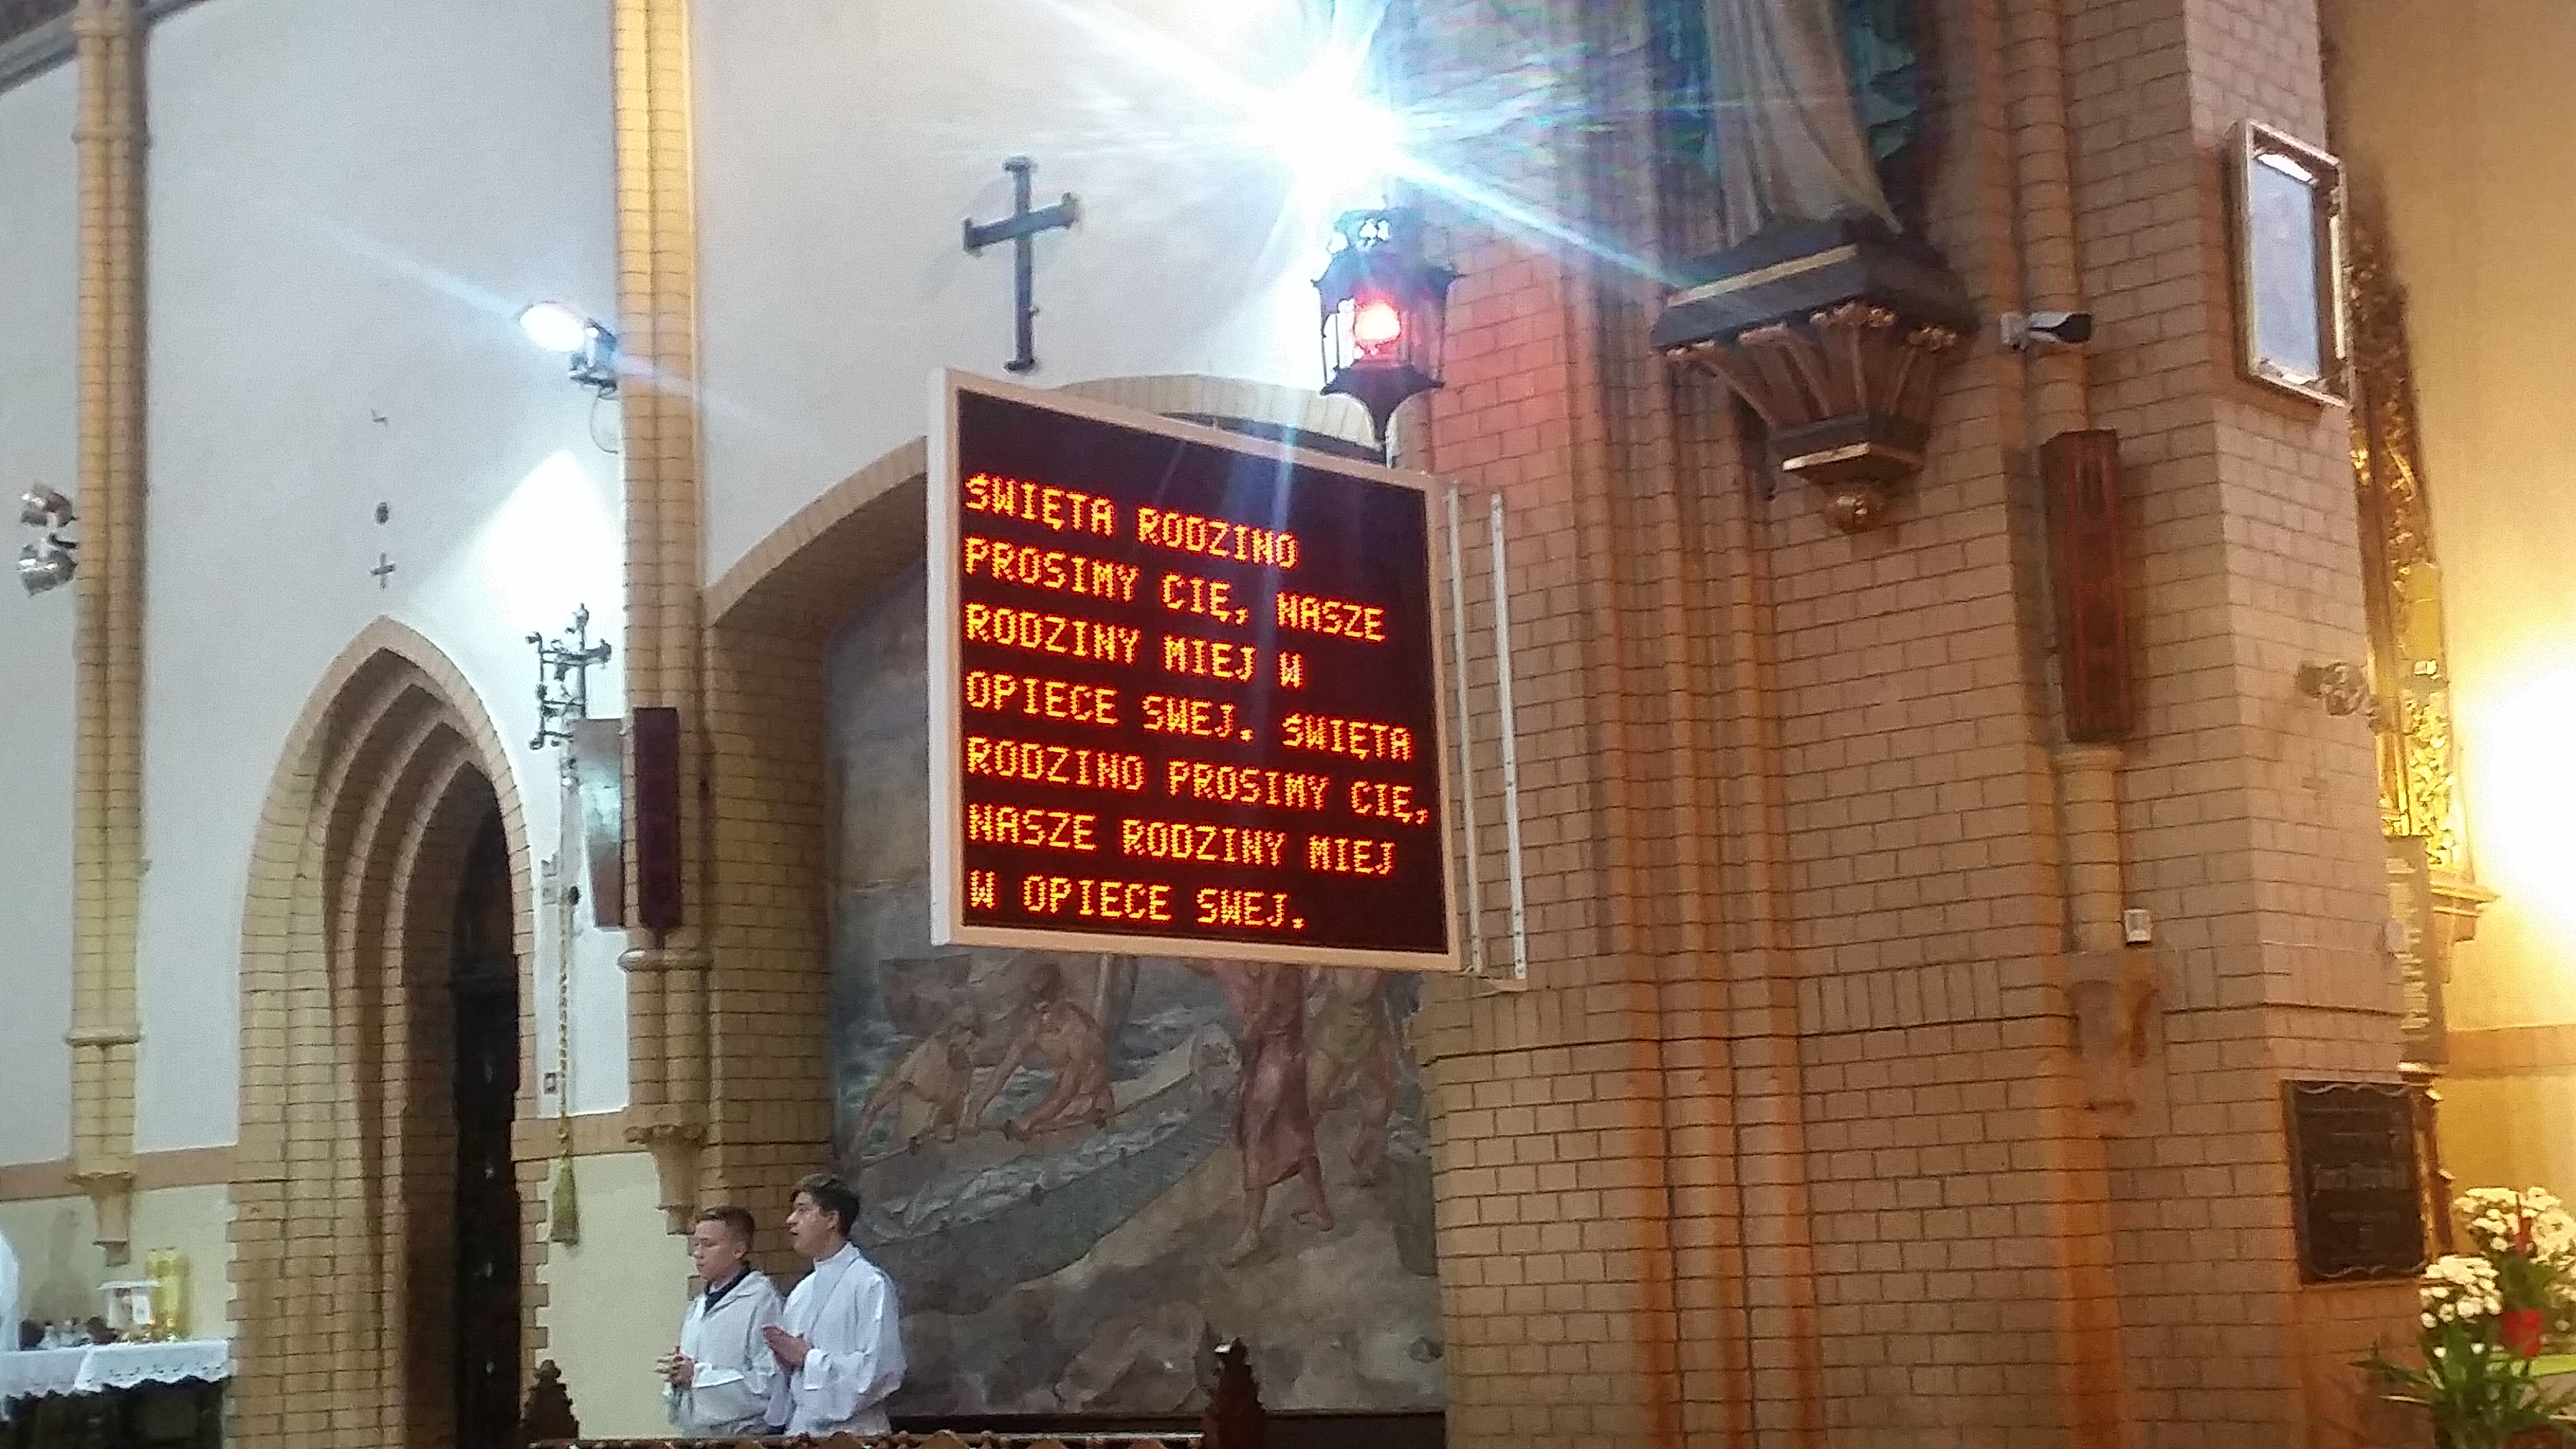 ŚWIĘTA RODZINO
PROSIMY CIĘ, NASZE
RODZINY MIEJ W
OPIECE SWEJ. ŚWIĘTA
RODZINO PROSIMY CIĘ,
NASZE RODZINY MIEJ
W OPIECE SWEJ.